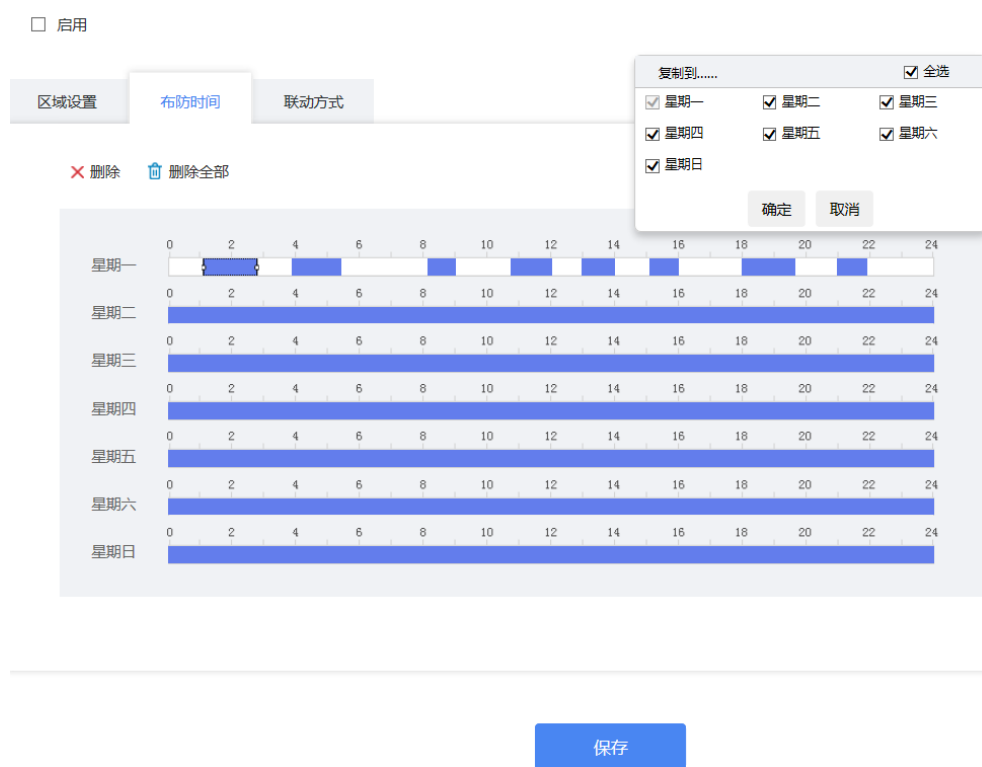 启用
复制到......
全选
区域设置 布防时间 联动方式
星期一 星期二 星期三
星期四 星期五 星期六
星期日
确定 取消
删除 删除全部
0 2 4 6 8 10 12 14 16 18 20 22 24
星期一
0 2 4 6 8 10 12 14 16 18 20 22 24
星期二
0 2 4 6 8 10 12 14 16 18 20 22 24
星期三
0 2 4 6 8 10 12 14 16 18 20 22 24
星期四
0 2 4 6 8 10 12 14 16 18 20 22 24
星期五
0 2 4 6 8 10 12 14 16 18 20 22 24
星期六
0 2 4 6 8 10 12 14 16 18 20 22 24
星期日
保存